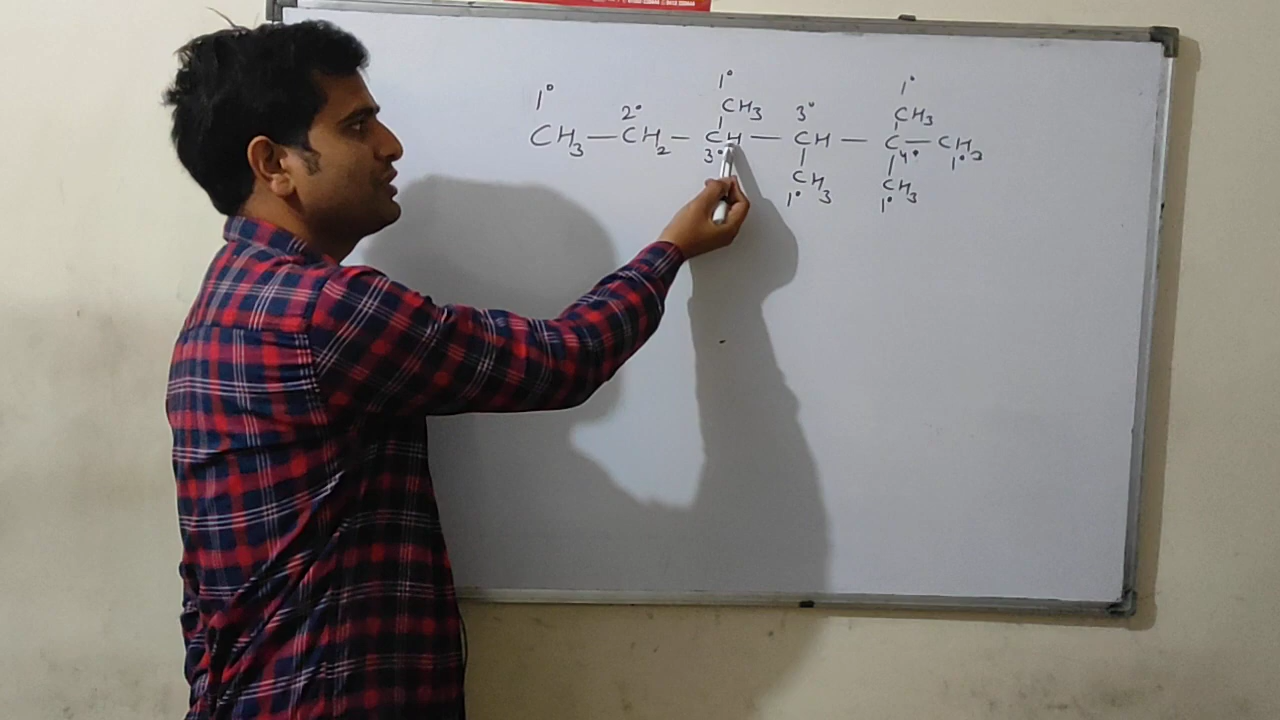 1° 1° 1°
2° CH3 3° CH3
CH3 — CH2 — CH — CH — C — CH3
3° 4° 1°
CH3 CH3
1° 1°